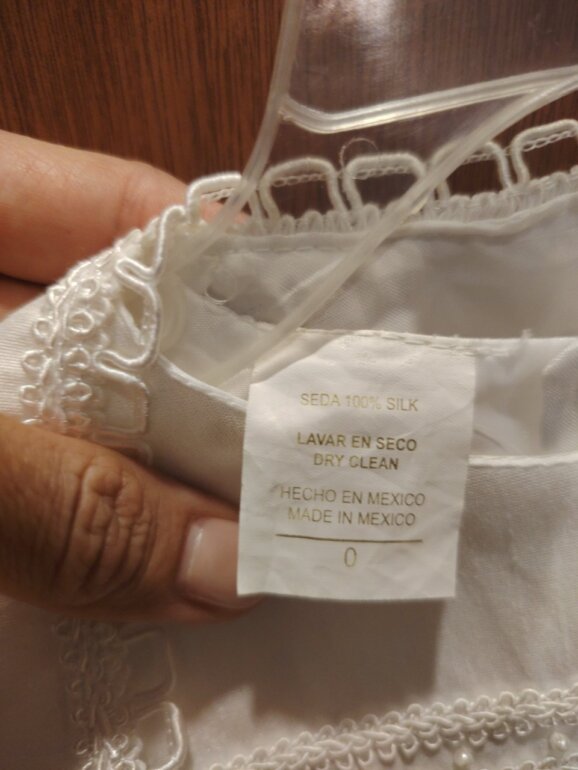 SEDA 100% SILK
LAVAR EN SECO
DRY CLEAN
HECHO EN MEXICO
MADE IN MEXICO
0